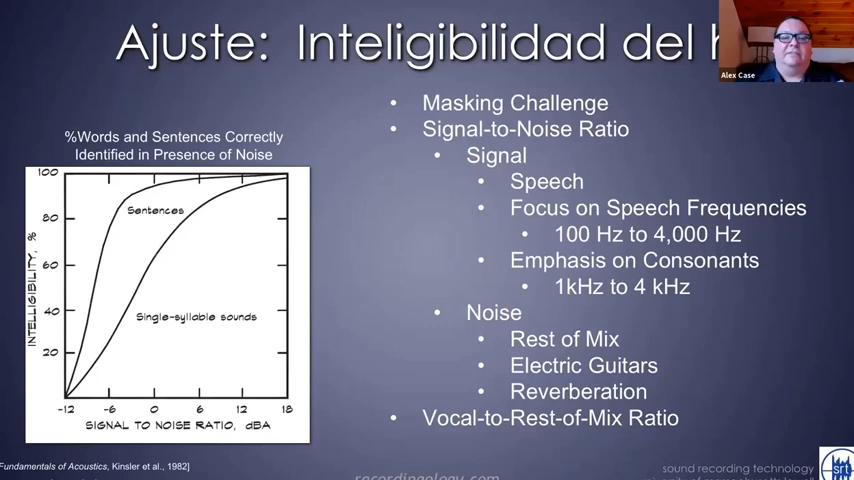 Ajuste: Inteligibilidad del
Alex Case
• Masking Challenge
• Signal-to-Noise Ratio
• Signal
• Speech
• Focus on Speech Frequencies
• 100 Hz to 4,000 Hz
• Emphasis on Consonants
• 1kHz to 4 kHz
• Noise
• Rest of Mix
• Electric Guitars
• Reverberation
• Vocal-to-Rest-of-Mix Ratio
%Words and Sentences Correctly
Identified in Presence of Noise
INTELLIGIBILITY, %
100
80
60
40
20
Sentences
Single-syllable sounds
-12 -6 0 6 12 18
SIGNAL TO NOISE RATIO, dBA
Fundamentals of Acoustics, Kinsler et al., 1982]
recordingology.com
sound recording technology
srt